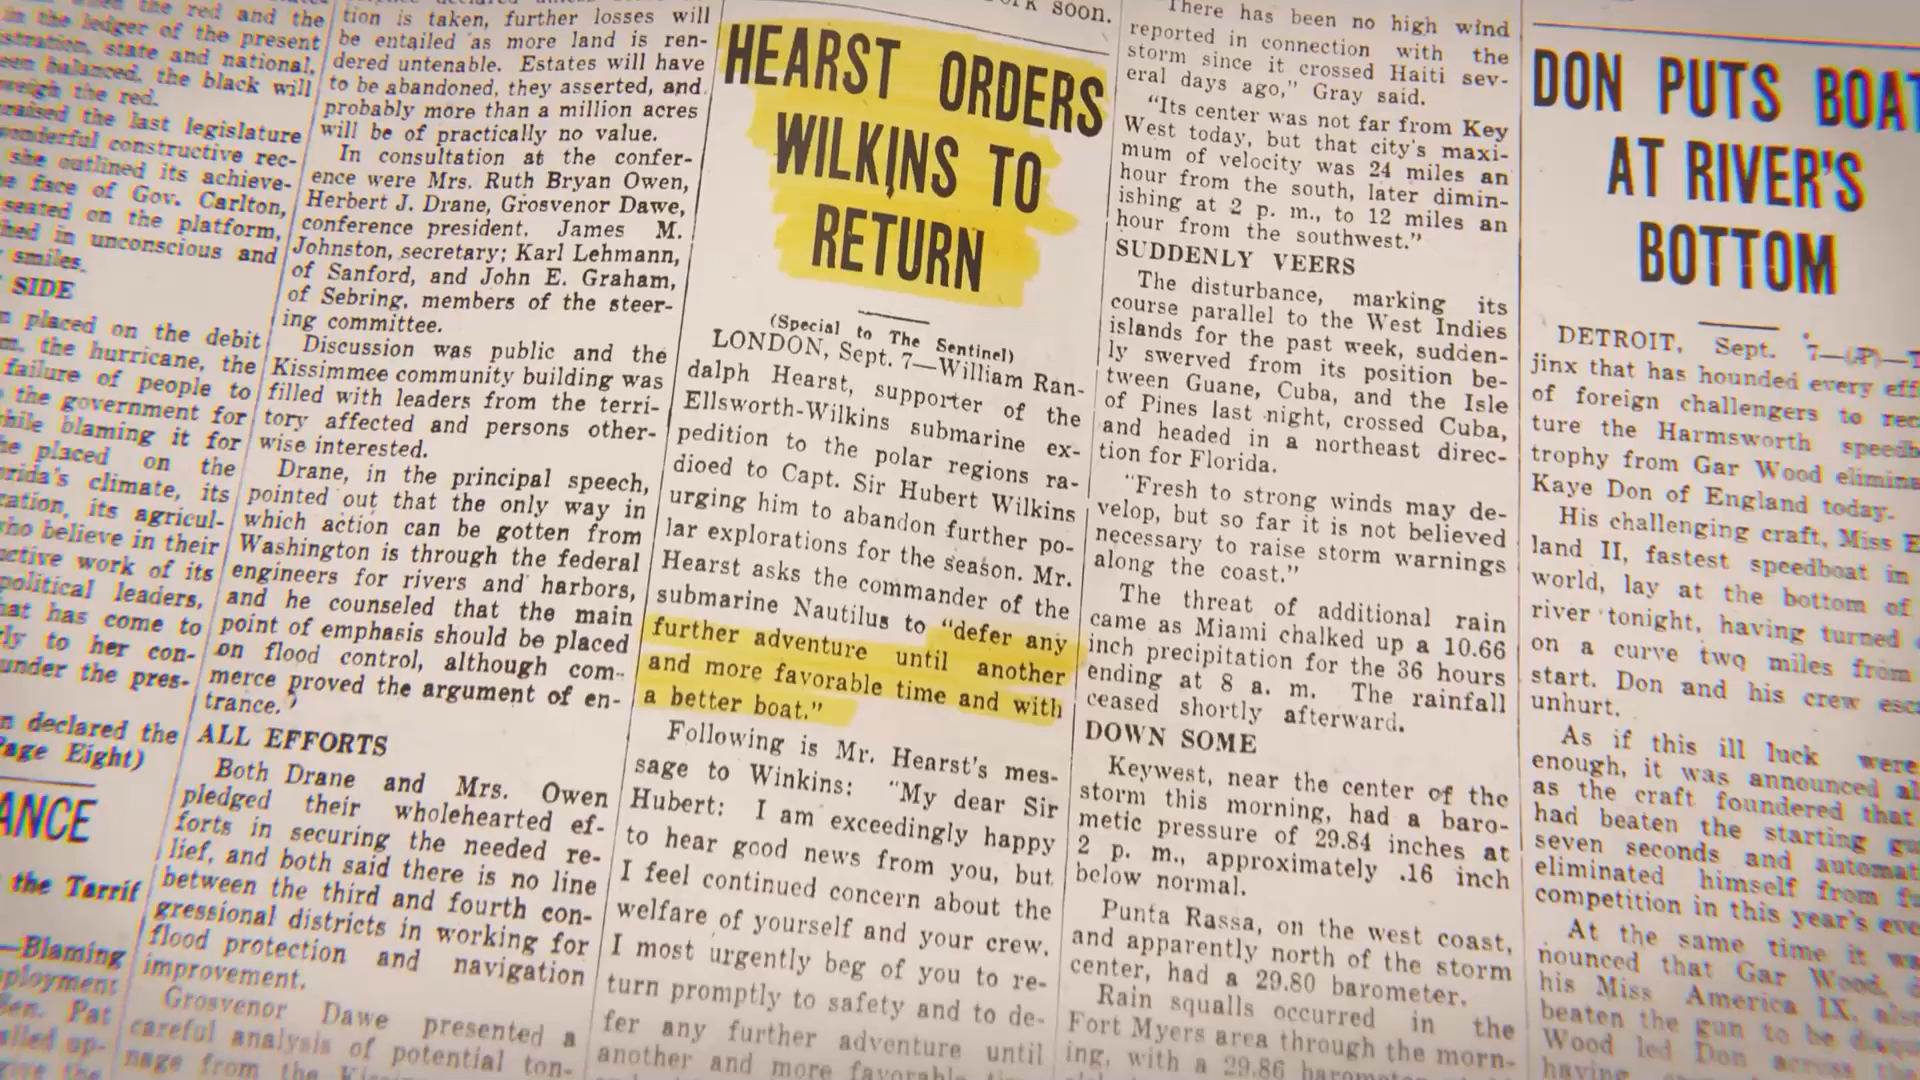 the red and the
in the ledger of the present
stration, state and national,
been balanced, the black will
weigh the red.
raised the last legislature
wonderful constructive rec-
she outlined its achieve-
face of Gov. Carlton,
seated on the platform,
in unconscious and
smiles.
SIDE
placed on the debit
the hurricane, the
failure of people to
the government for
while blaming it for
placed on the
climate, its
its agricul-
who believe in their
active work of its
political leaders,
that has come to
to her con-
under the pres-
declared the
Page Eight)
ANCE
the Tarrif
—Blaming
Pat
tion is taken, further losses will
be entailed as more land is ren-
dered untenable. Estates will have
to be abandoned, they asserted, and
probably more than a million acres
will be of practically no value.
In consultation at the confer-
ence were Mrs. Ruth Bryan Owen,
Herbert J. Drane, Grosvenor Dawe,
conference president. James M.
Johnston, secretary; Karl Lehmann,
of Sanford, and John E. Graham,
of Sebring, members of the steer-
ing committee.
Discussion was public and the
Kissimmee community building was
filled with leaders from the terri-
tory affected and persons other-
wise interested.
Drane, in the principal speech,
pointed out that the only way in
which action can be gotten from
Washington is through the federal
engineers for rivers and harbors,
and he counseled that the main
point of emphasis should be placed
on flood control, although com-
merce proved the argument of en-
trance.'
ALL EFFORTS
Both Drane and Mrs. Owen
pledged their wholehearted ef-
forts in securing the needed re-
lief, and both said there is no line
between the third and fourth con-
gressional districts in working for
flood protection and navigation
improvement.
Grosvenor Dawe presented a
careful analysis of potential ton-
nage from the
soon.
HEARST ORDERS
WILKINS TO
RETURN
(Special to The Sentinel)
LONDON, Sept. 7—William Ran-
dalph Hearst, supporter of the
Ellsworth-Wilkins submarine ex-
pedition to the polar regions ra-
dioed to Capt. Sir Hubert Wilkins
urging him to abandon further po-
lar explorations for the season. Mr.
Hearst asks the commander of the
submarine Nautilus to "defer any
further adventure until another
and more favorable time and with
a better boat."
Following is Mr. Hearst's mes-
sage to Winkins: "My dear Sir
Hubert: I am exceedingly happy
to hear good news from you, but
I feel continued concern about the
welfare of yourself and your crew.
I most urgently beg of you to re-
turn promptly to safety and to de-
fer any further adventure until
another and more favorable
There has been no high wind
reported in connection with the
storm since it crossed Haiti sev-
eral days ago," Gray said.
"Its center was not far from Key
West today, but that city's maxi-
mum of velocity was 24 miles an
hour from the south, later dimin-
ishing at 2 p. m., to 12 miles an
hour from the southwest."
SUDDENLY VEERS
The disturbance, marking its
course parallel to the West Indies
islands for the past week, sudden-
ly swerved from its position be-
tween Guane, Cuba, and the Isle
of Pines last night, crossed Cuba,
and headed in a northeast direc-
tion for Florida.
"Fresh to strong winds may de-
velop, but so far it is not believed
necessary to raise storm warnings
along the coast."
The threat of additional rain
came as Miami chalked up a 10.66
inch precipitation for the 36 hours
ending at 8 a. m. The rainfall
ceased shortly afterward.
DOWN SOME
Keywest, near the center of the
storm this morning, had a baro-
metic pressure of 29.84 inches at
2 p. m., approximately .16 inch
below normal.
Punta Rassa, on the west coast,
and apparently north of the storm
center, had a 29.80 barometer.
Rain squalls occurred in the
Fort Myers area through the morn-
ing, with a 29.86 barometer
DON PUTS BOAT
AT RIVER'S
BOTTOM
DETROIT, Sept. 7—(AP)—T
jinx that has hounded every eff
of foreign challengers to rec
ture the Harmsworth speedb
trophy from Gar Wood elimina
Kaye Don of England today.
His challenging craft, Miss E
land II, fastest speedboat in
world, lay at the bottom of
river tonight, having turned
on a curve two miles from
start. Don and his crew esc
unhurt.
As if this ill luck were
enough, it was announced al
as the craft foundered that
had beaten the starting gu
seven seconds and automat
eliminated himself from fu
competition in this year's eve
At the same time it wa
nounced that Gar Wood,
his Miss America IX, also
beaten the gun to be disqu
Wood led Don across the
having